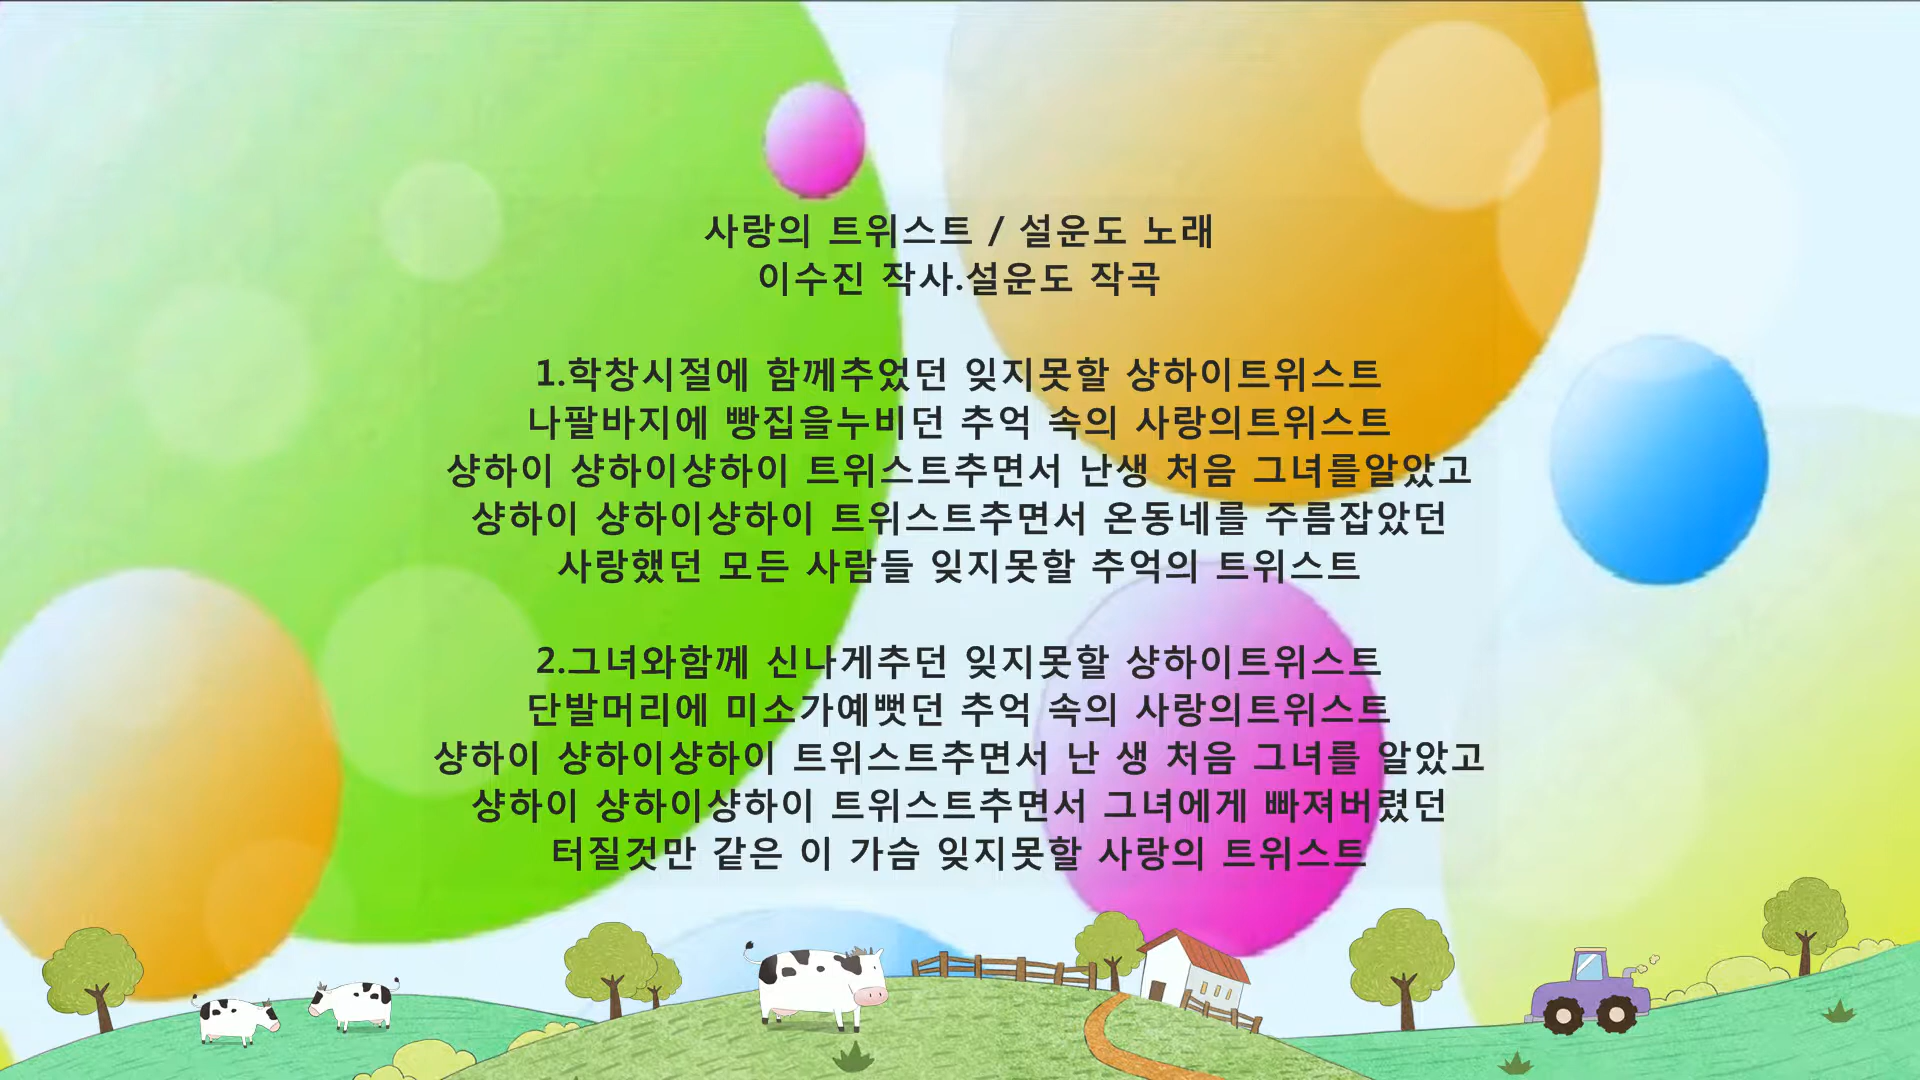 사랑의 트위스트 / 설운도 노래
이수진 작사.설운도 작곡
1.학창시절에 함께추었던 잊지못할 샹하이트위스트
나팔바지에 빵집을누비던 추억 속의 사랑의트위스트
샹하이 샹하이샹하이 트위스트추면서 난생 처음 그녀를알았고
샹하이 샹하이샹하이 트위스트추면서 온동네를 주름잡았던
사랑했던 모든 사람들 잊지못할 추억의 트위스트
2.그녀와함께 신나게추던 잊지못할 샹하이트위스트
단발머리에 미소가예뻤던 추억 속의 사랑의트위스트
샹하이 샹하이샹하이 트위스트추면서 난 생 처음 그녀를 알았고
샹하이 샹하이샹하이 트위스트추면서 그녀에게 빠져버렸던
터질것만 같은 이 가슴 잊지못할 사랑의 트위스트